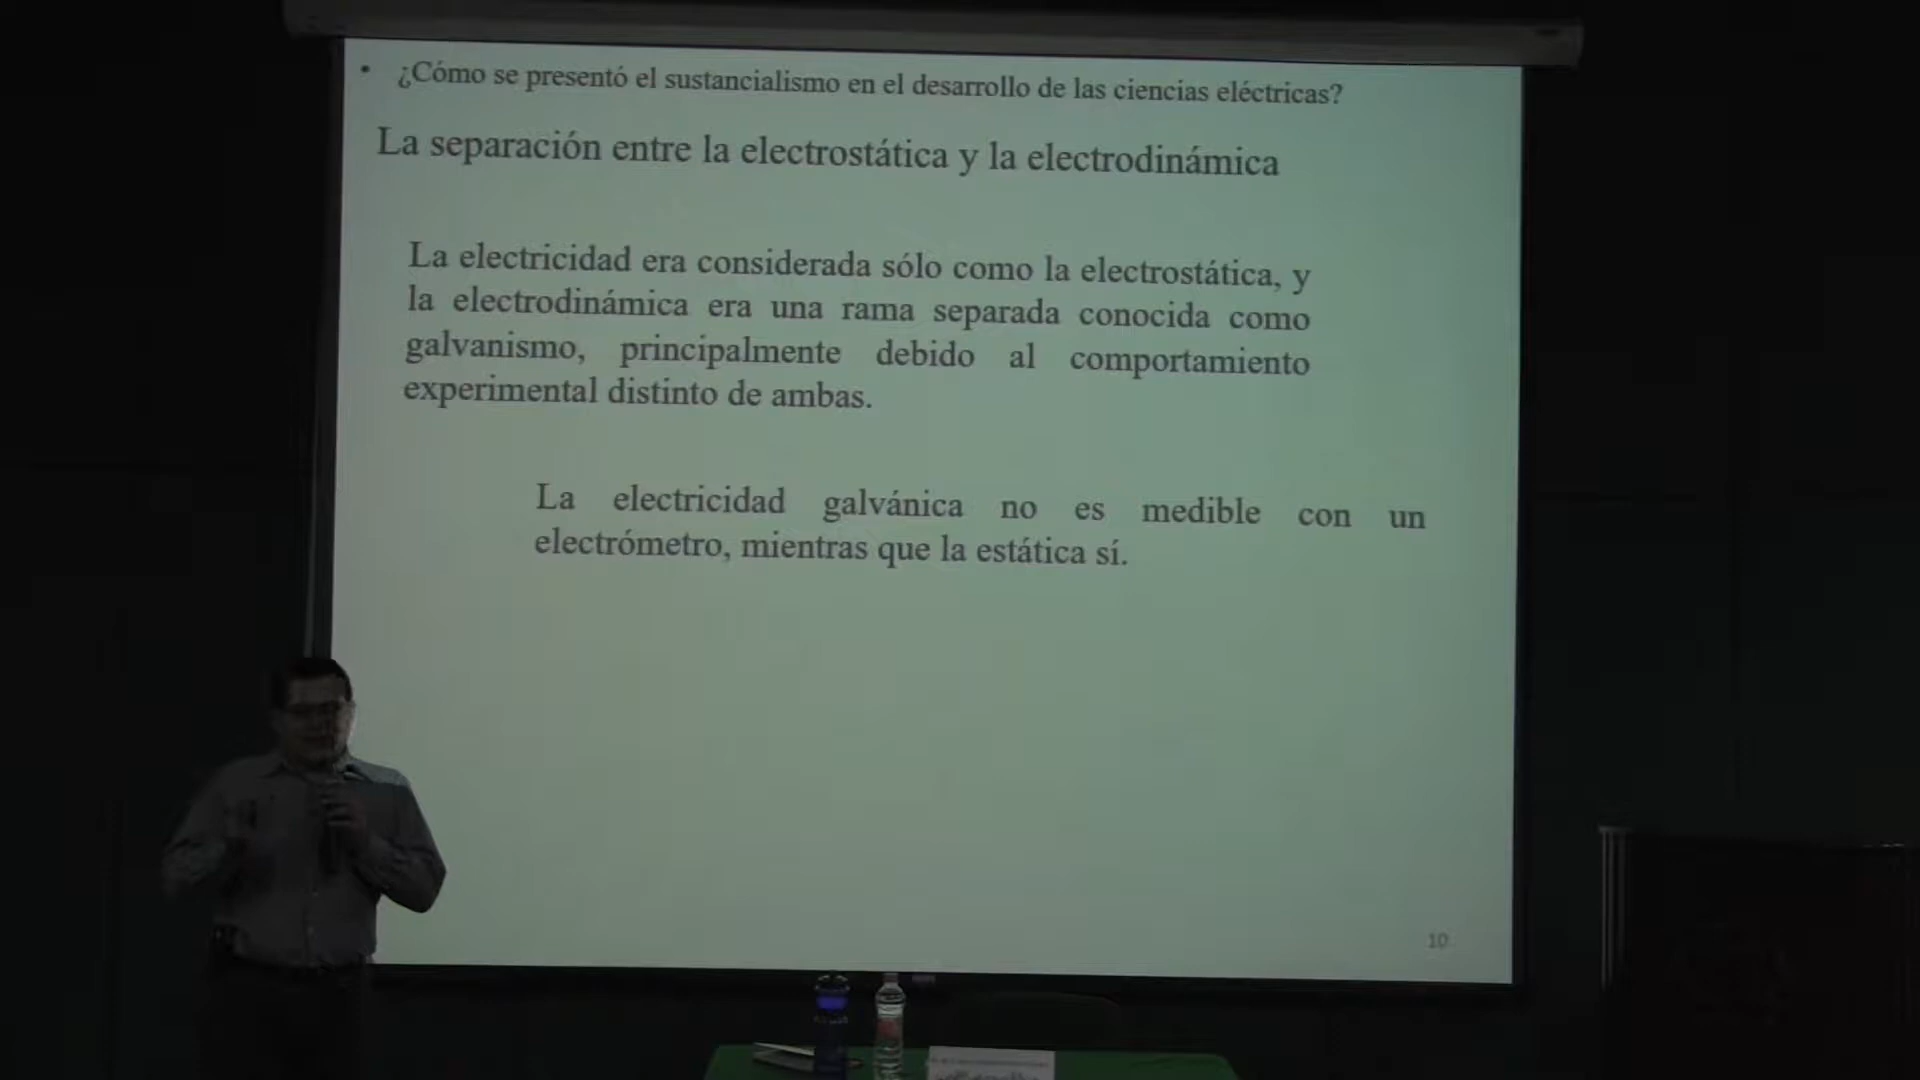 • ¿Cómo se presentó el sustancialismo en el desarrollo de las ciencias eléctricas?
La separación entre la electrostática y la electrodinámica
La electricidad era considerada sólo como la electrostática, y
la electrodinámica era una rama separada conocida como
galvanismo, principalmente debido al comportamiento
experimental distinto de ambas.
La electricidad galvánica no es medible con un
electrómetro, mientras que la estática sí.
10